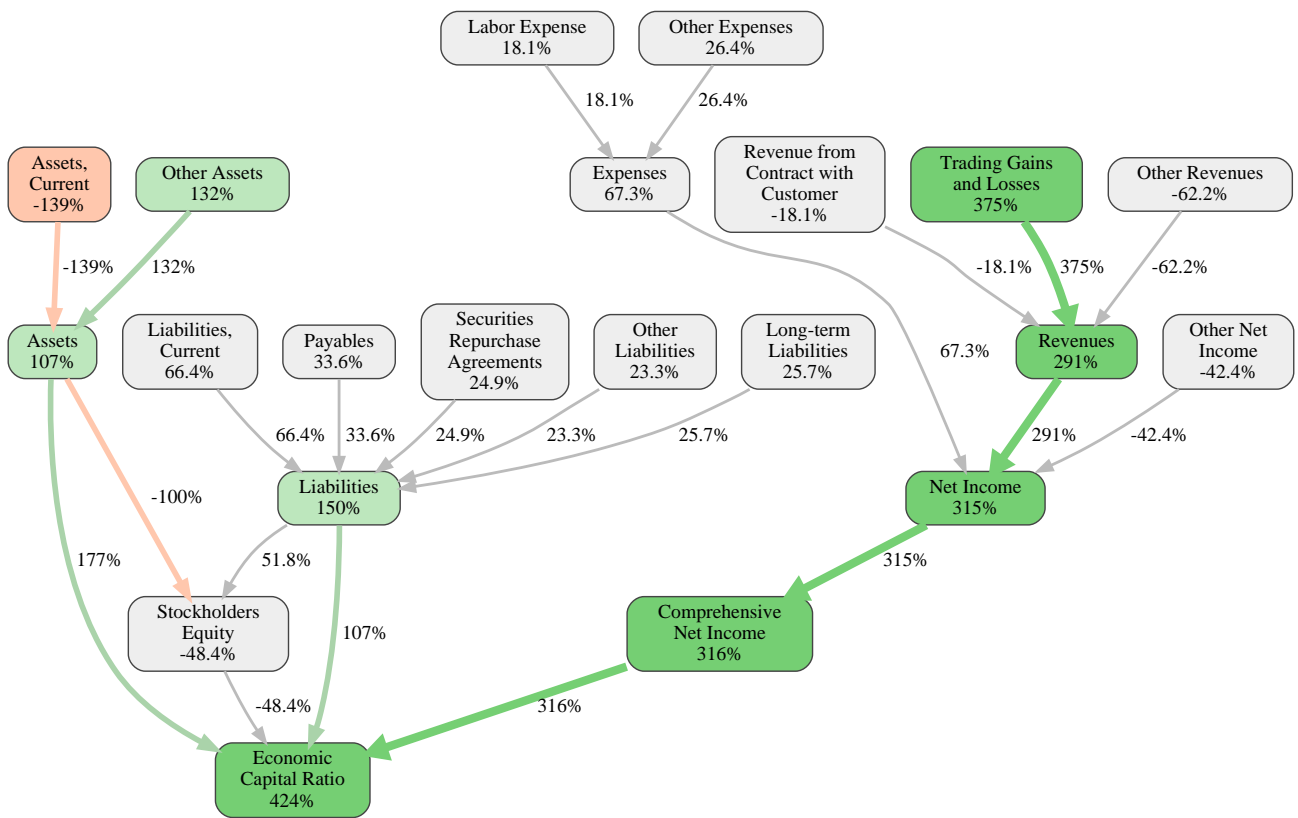 Labor Expense
18.1%
Other Expenses
26.4%
18.1%
26.4%
Assets,
Current
-139%
Other Assets
132%
Expenses
67.3%
Revenue from
Contract with
Customer
-18.1%
Trading Gains
and Losses
375%
Other Revenues
-62.2%
-139%
132%
-18.1%
375%
-62.2%
Assets
107%
Liabilities,
Current
66.4%
Payables
33.6%
Securities
Repurchase
Agreements
24.9%
Other
Liabilities
23.3%
Long-term
Liabilities
25.7%
67.3%
Revenues
291%
Other Net
Income
-42.4%
66.4%
33.6%
24.9%
23.3%
25.7%
291%
-42.4%
-100%
Liabilities
150%
Net Income
315%
177%
51.8%
315%
Stockholders
Equity
-48.4%
107%
Comprehensive
Net Income
316%
-48.4%
316%
Economic
Capital Ratio
424%